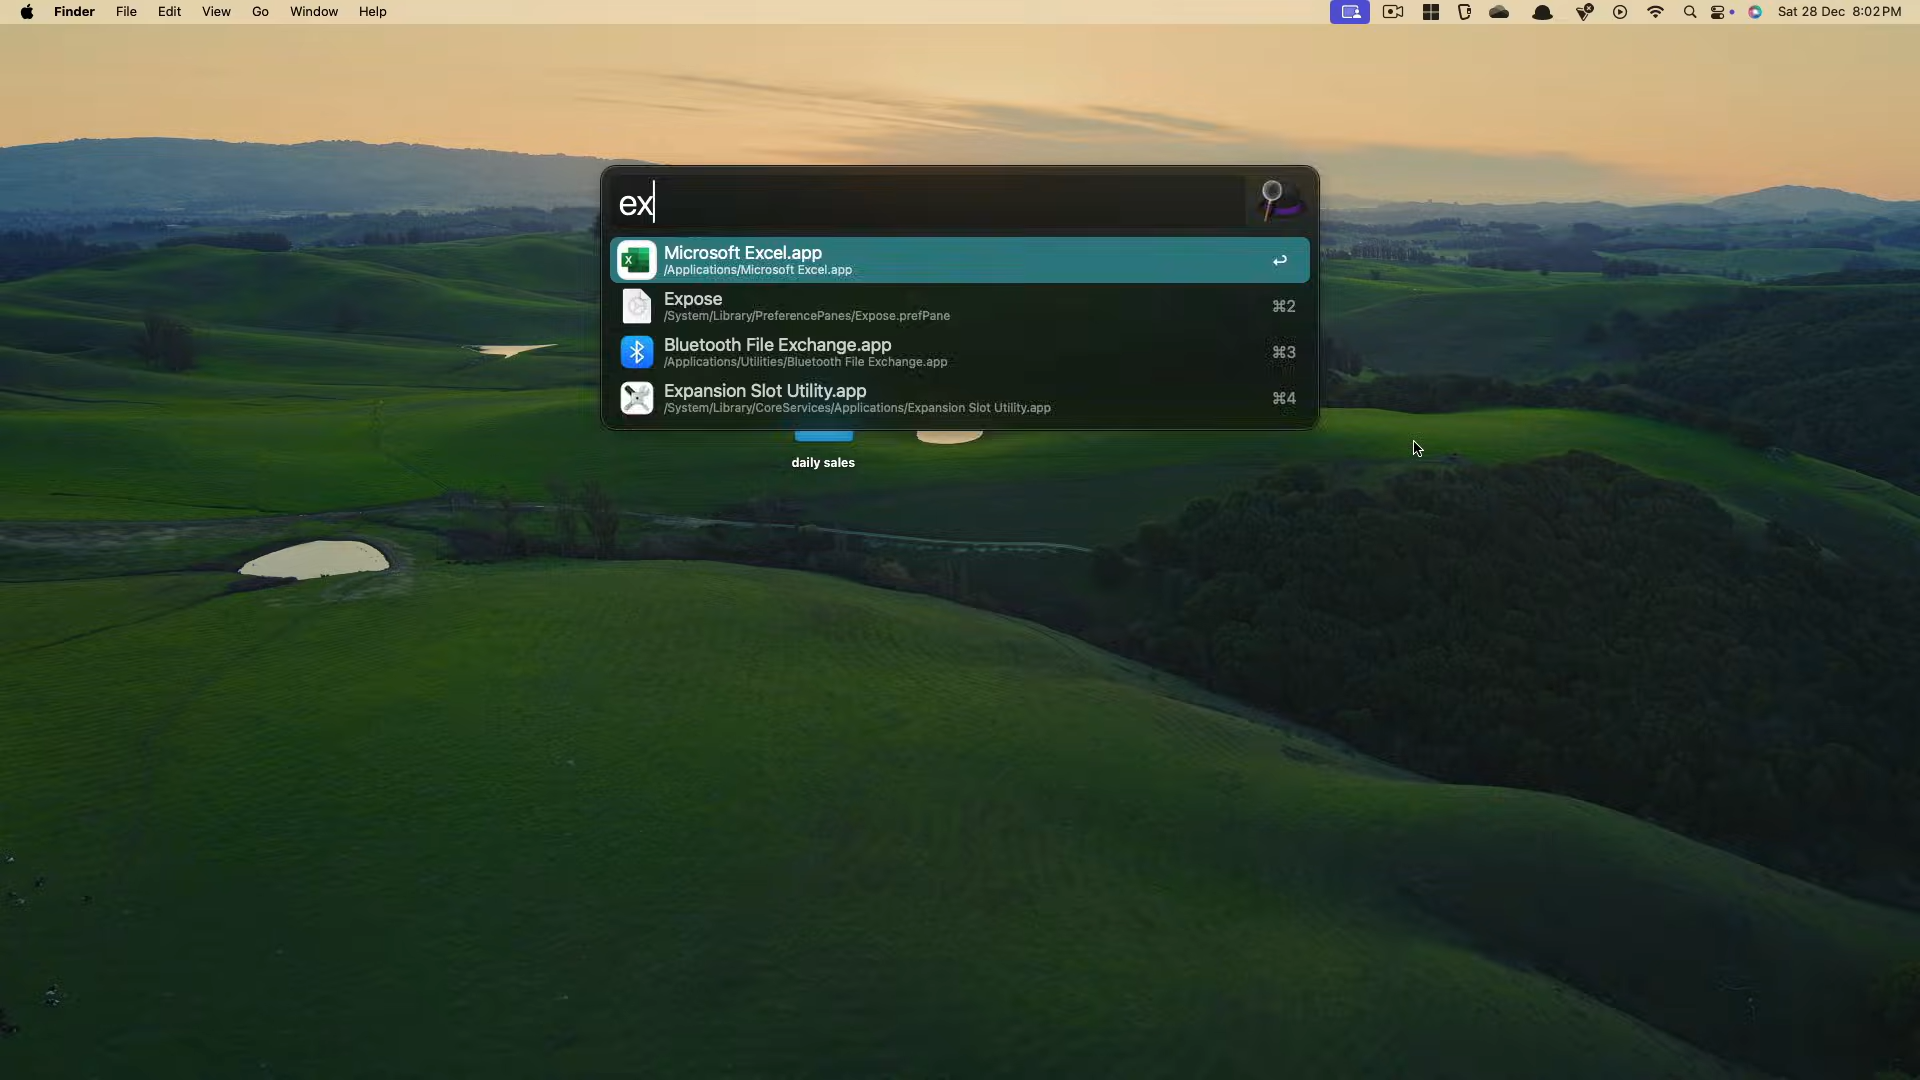 Finder File Edit View Go Window Help Sat 28 Dec 8:02 PM
ex
Microsoft Excel.app
/Applications/Microsoft Excel.app
Expose
/System/Library/PreferencePanes/Expose.prefPane
⌘2
Bluetooth File Exchange.app
/Applications/Utilities/Bluetooth File Exchange.app
⌘3
Expansion Slot Utility.app
/System/Library/CoreServices/Applications/Expansion Slot Utility.app
⌘4
daily sales